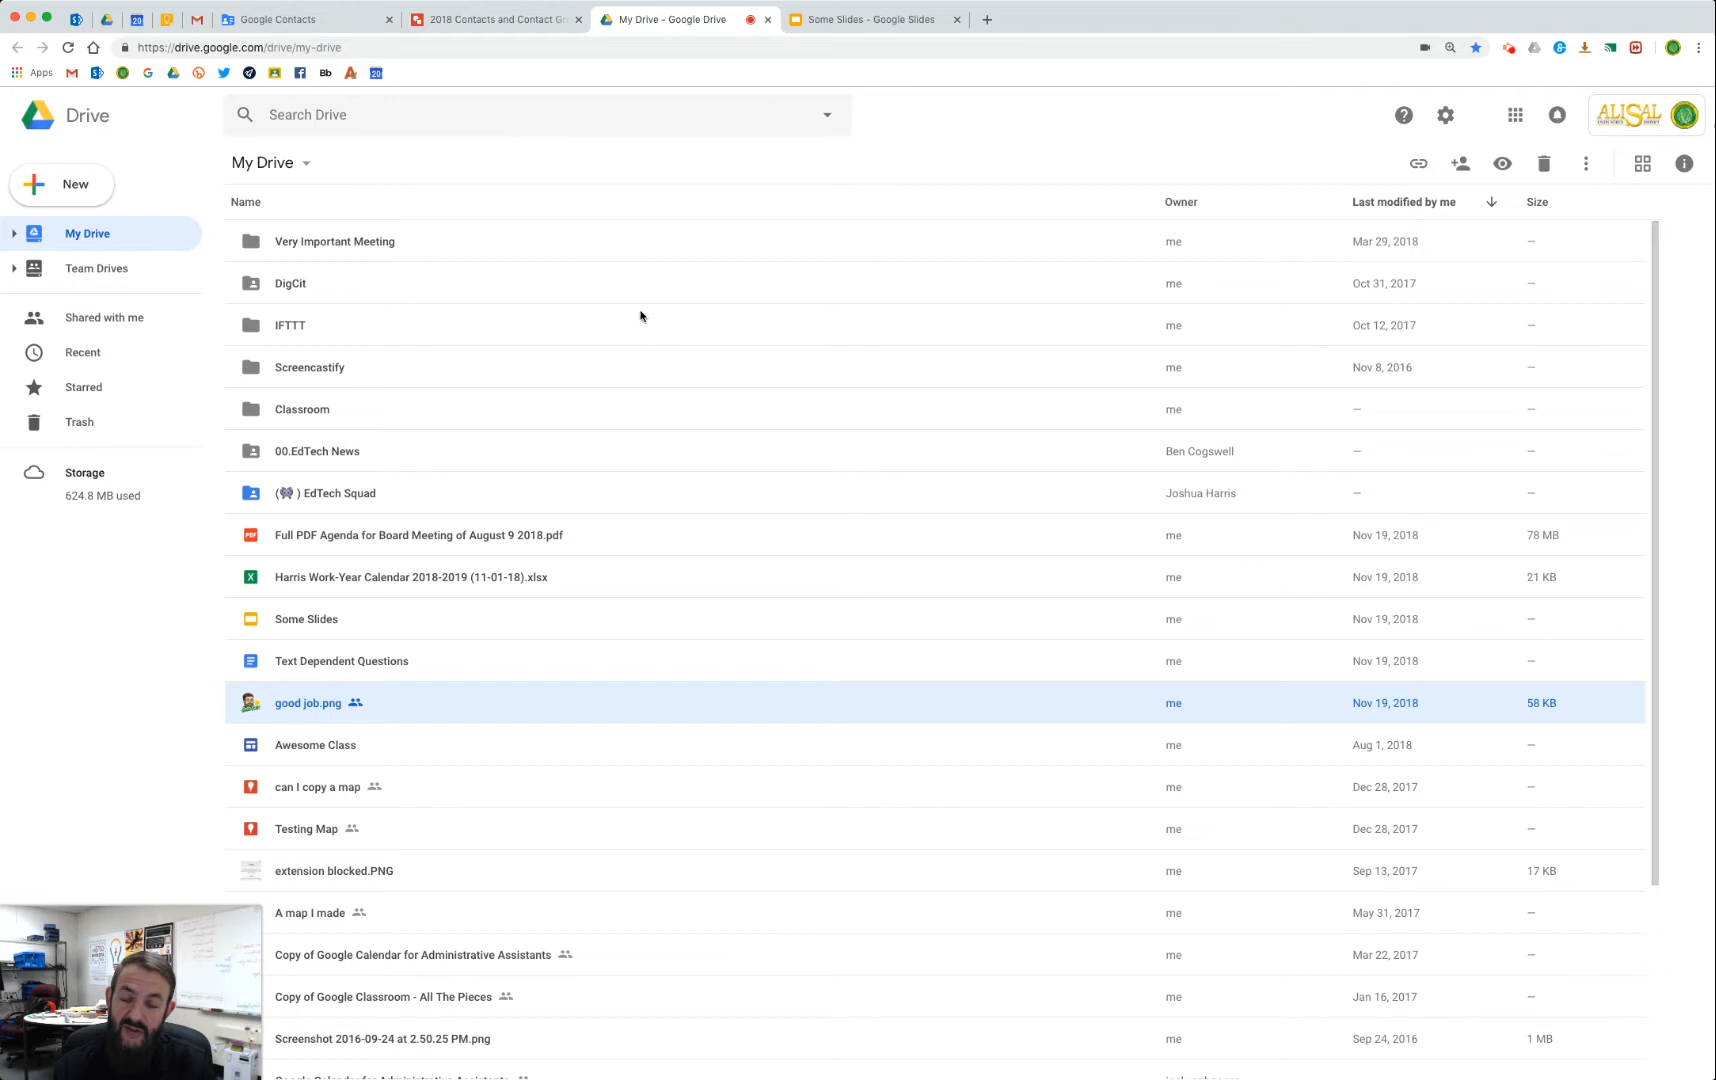 20
Google Contacts
2018 Contacts and Contact Gr
My Drive - Google Drive
Some Slides - Google Slides
https://drive.google.com/drive/my-drive
Apps
Bb
20
Drive
Search Drive
ALISAL
My Drive
New
Name
Owner
Last modified by me
Size
My Drive
Team Drives
Shared with me
Recent
Starred
Trash
Storage
624.8 MB used
Very Important Meeting me Mar 29, 2018 –
DigCit me Oct 31, 2017 –
IFTTT me Oct 12, 2017 –
Screencastify me Nov 8, 2016 –
Classroom me – –
00.EdTech News Ben Cogswell – –
(👾 ) EdTech Squad Joshua Harris – –
PDF Full PDF Agenda for Board Meeting of August 9 2018.pdf me Nov 19, 2018 78 MB
X Harris Work-Year Calendar 2018-2019 (11-01-18).xlsx me Nov 19, 2018 21 KB
Some Slides me Nov 19, 2018 –
Text Dependent Questions me Nov 19, 2018 –
good job.png me Nov 19, 2018 58 KB
Awesome Class me Aug 1, 2018 –
can I copy a map me Dec 28, 2017 –
Testing Map me Dec 28, 2017 –
extension blocked.PNG me Sep 13, 2017 17 KB
A map I made me May 31, 2017 –
Copy of Google Calendar for Administrative Assistants me Mar 22, 2017 –
Copy of Google Classroom - All The Pieces me Jan 16, 2017 –
Screenshot 2016-09-24 at 2.50.25 PM.png me Sep 24, 2016 1 MB